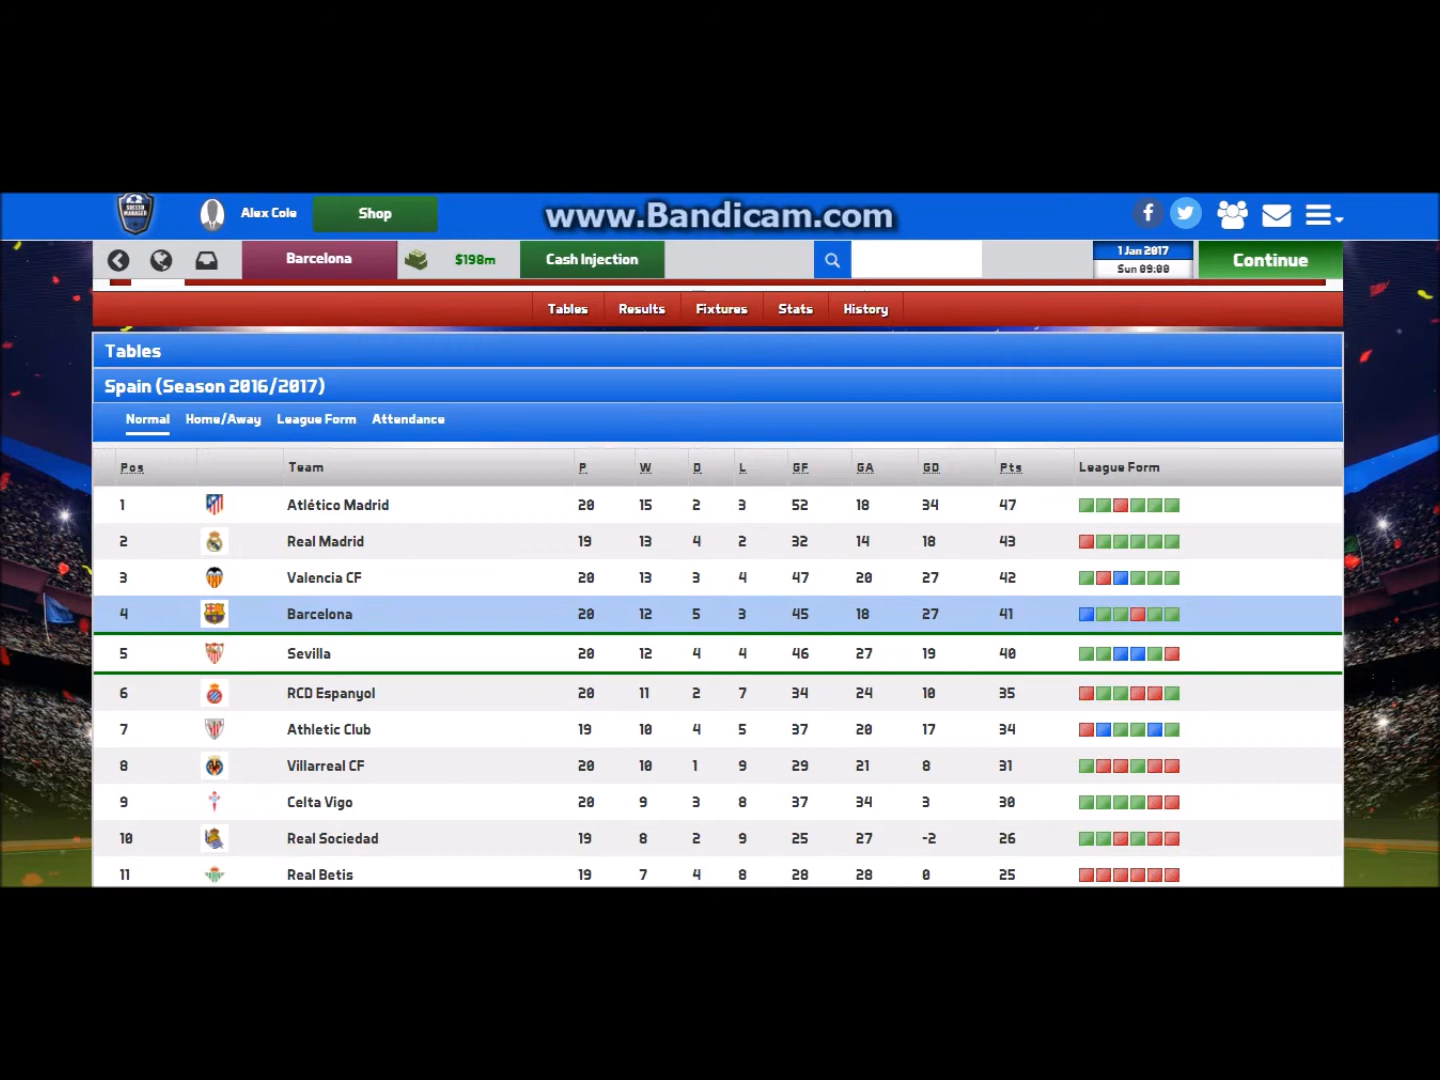 SOCCER MANAGER
Alex Cole
Shop
www.Bandicam.com
Barcelona
$198m
Cash Injection
1 Jan 2017
Sun 09:00
Continue
Tables Results Fixtures Stats History
Tables
Spain (Season 2016/2017)
Normal Home/Away League Form Attendance
Pos Team P W D L GF GA GD Pts League Form
1 Atlético Madrid 20 15 2 3 52 18 34 47
2 Real Madrid 19 13 4 2 32 14 18 43
3 Valencia CF 20 13 3 4 47 20 27 42
4 Barcelona 20 12 5 3 45 18 27 41
5 Sevilla 20 12 4 4 46 27 19 40
6 RCD Espanyol 20 11 2 7 34 24 10 35
7 Athletic Club 19 10 4 5 37 20 17 34
8 Villarreal CF 20 10 1 9 29 21 8 31
9 Celta Vigo 20 9 3 8 37 34 3 30
10 Real Sociedad 19 8 2 9 25 27 -2 26
11 Real Betis 19 7 4 8 28 28 0 25